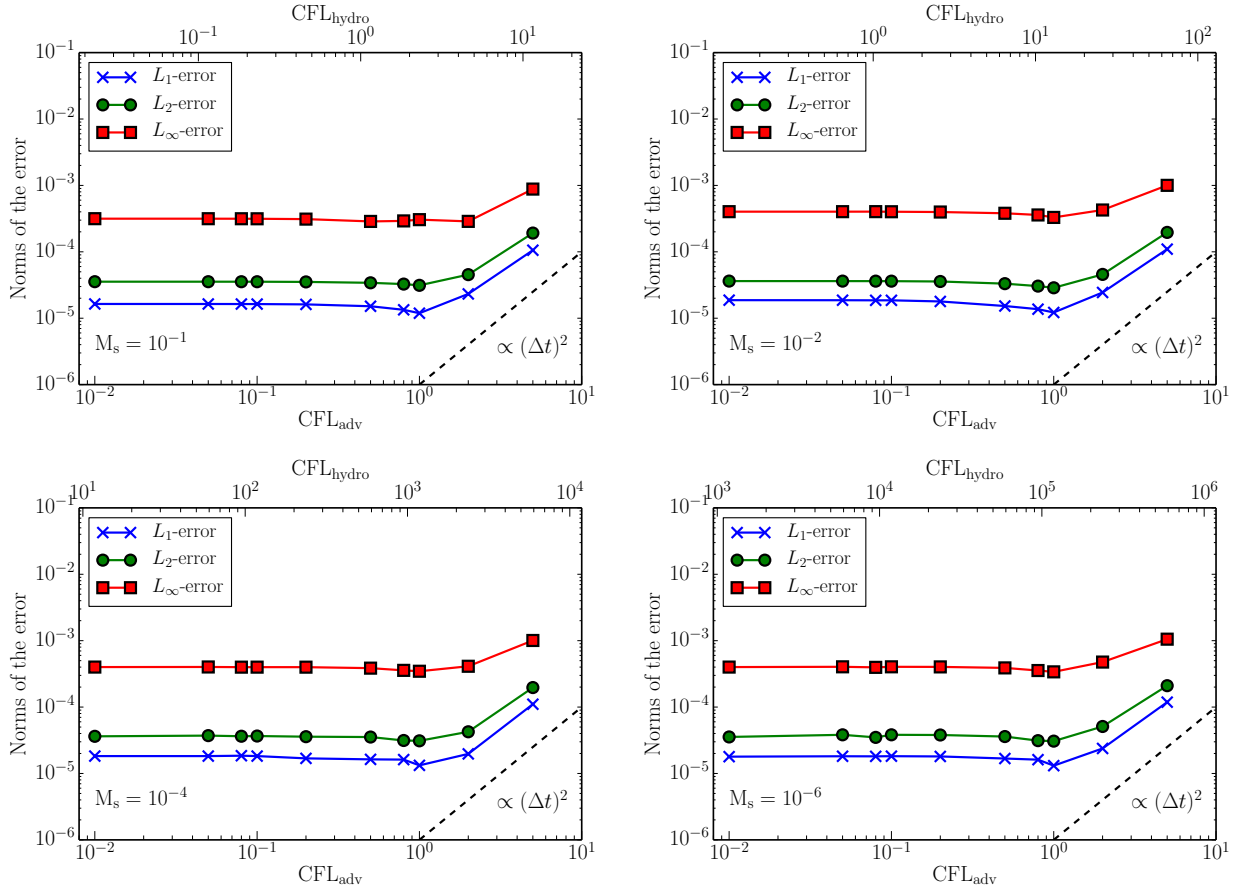 CFL_hydro
10^-1 10^0 10^1
10^-1
10^-2
10^-3
10^-4
10^-5
10^-6
Norms of the error
L_1-error
L_2-error
L_∞-error
M_s = 10^-1
∝ (Δt)^2
10^-2 10^-1 10^0 10^1
CFL_adv
CFL_hydro
10^0 10^1 10^2
10^-1
10^-2
10^-3
10^-4
10^-5
10^-6
Norms of the error
L_1-error
L_2-error
L_∞-error
M_s = 10^-2
∝ (Δt)^2
10^-2 10^-1 10^0 10^1
CFL_adv
CFL_hydro
10^1 10^2 10^3 10^4
10^-1
10^-2
10^-3
10^-4
10^-5
10^-6
Norms of the error
L_1-error
L_2-error
L_∞-error
M_s = 10^-4
∝ (Δt)^2
10^-2 10^-1 10^0 10^1
CFL_adv
CFL_hydro
10^3 10^4 10^5 10^6
10^-1
10^-2
10^-3
10^-4
10^-5
10^-6
Norms of the error
L_1-error
L_2-error
L_∞-error
M_s = 10^-6
∝ (Δt)^2
10^-2 10^-1 10^0 10^1
CFL_adv